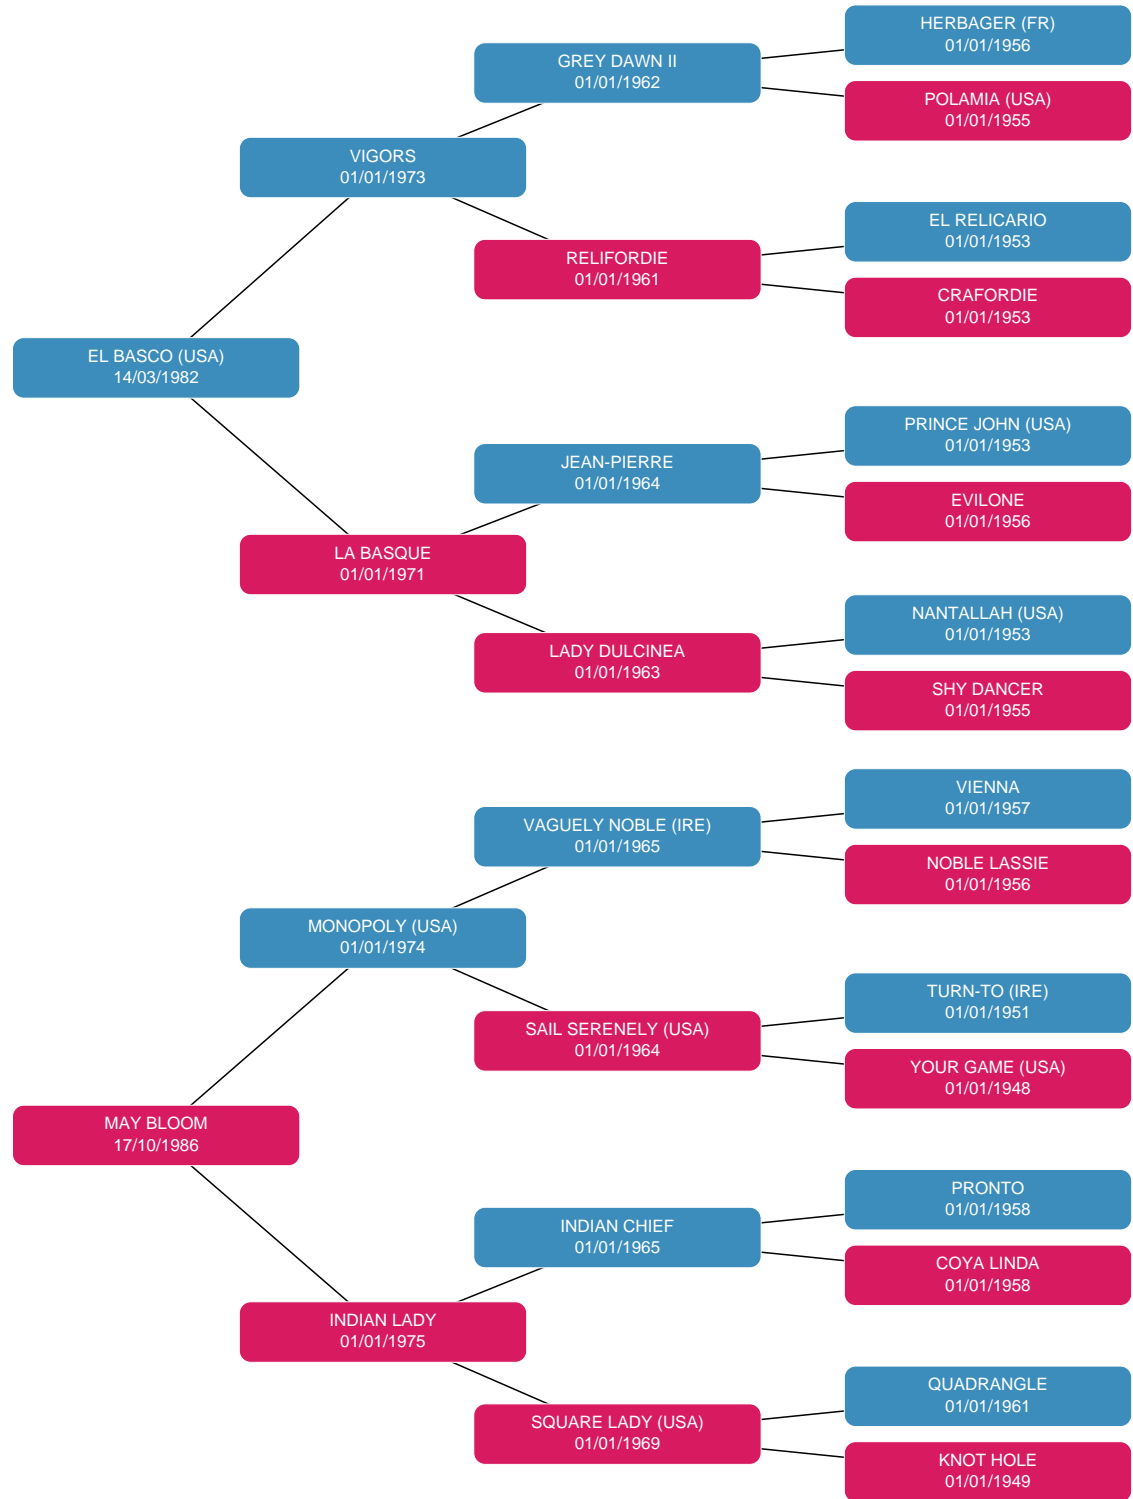 HERBAGER (FR)
01/01/1956
GREY DAWN II
01/01/1962
POLAMIA (USA)
01/01/1955
VIGORS
01/01/1973
EL RELICARIO
01/01/1953
RELIFORDIE
01/01/1961
CRAFORDIE
01/01/1953
EL BASCO (USA)
14/03/1982
PRINCE JOHN (USA)
01/01/1953
JEAN-PIERRE
01/01/1964
EVILONE
01/01/1956
LA BASQUE
01/01/1971
NANTALLAH (USA)
01/01/1953
LADY DULCINEA
01/01/1963
SHY DANCER
01/01/1955
VIENNA
01/01/1957
VAGUELY NOBLE (IRE)
01/01/1965
NOBLE LASSIE
01/01/1956
MONOPOLY (USA)
01/01/1974
TURN-TO (IRE)
01/01/1951
SAIL SERENELY (USA)
01/01/1964
YOUR GAME (USA)
01/01/1948
MAY BLOOM
17/10/1986
PRONTO
01/01/1958
INDIAN CHIEF
01/01/1965
COYA LINDA
01/01/1958
INDIAN LADY
01/01/1975
QUADRANGLE
01/01/1961
SQUARE LADY (USA)
01/01/1969
KNOT HOLE
01/01/1949